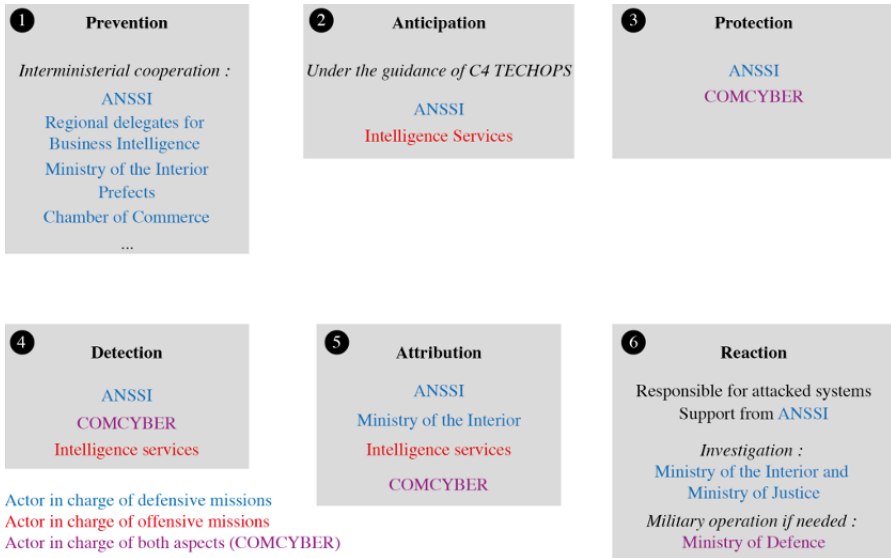 1
Prevention
Interministerial cooperation :
ANSSI
Regional delegates for
Business Intelligence
Ministry of the Interior
Prefects
Chamber of Commerce
...
2
Anticipation
Under the guidance of C4 TECHOPS
ANSSI
Intelligence Services
3
Protection
ANSSI
COMCYBER
4
Detection
ANSSI
COMCYBER
Intelligence services
5
Attribution
ANSSI
Ministry of the Interior
Intelligence services
COMCYBER
6
Reaction
Responsible for attacked systems
Support from ANSSI
Investigation :
Ministry of the Interior and
Ministry of Justice
Military operation if needed :
Ministry of Defence
Actor in charge of defensive missions
Actor in charge of offensive missions
Actor in charge of both aspects (COMCYBER)